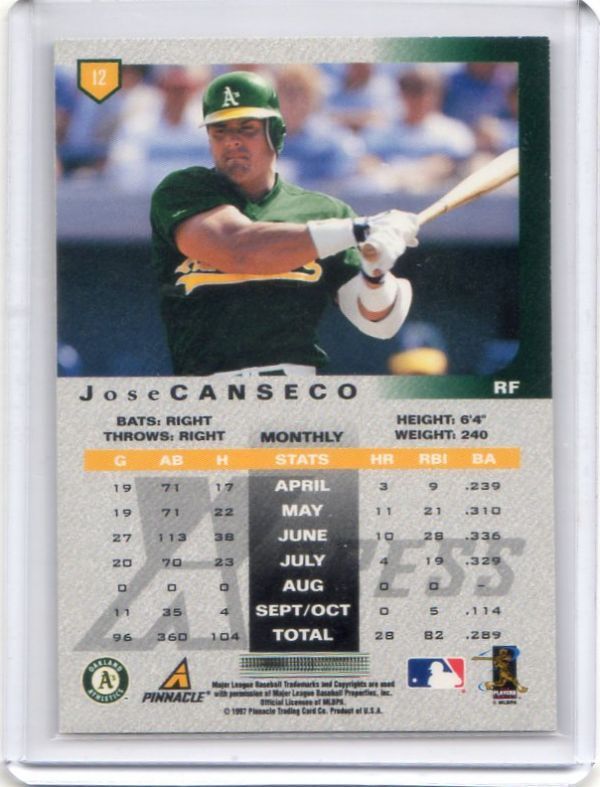 12
A's
Jose CANSECO
RF
BATS: RIGHT
THROWS: RIGHT
MONTHLY
HEIGHT: 6'4"
WEIGHT: 240
G AB H STATS HR RBI BA
19 71 17 APRIL 3 9 .239
19 71 22 MAY 11 21 .310
27 113 38 JUNE 10 28 .336
20 70 23 JULY 4 19 .329
0 0 0 AUG 0 0 -
11 35 4 SEPT/OCT 0 5 .114
96 360 104 TOTAL 28 82 .289
OAKLAND
A's
ATHLETICS
PINNACLE®
Major League Baseball Trademarks and Copyrights are used
with permission of Major League Baseball Properties, Inc.
Official Licensee of MLBPA.
© 1997 Pinnacle Trading Card Co. Product of U.S.A.
PLAYERS
© MLBPA